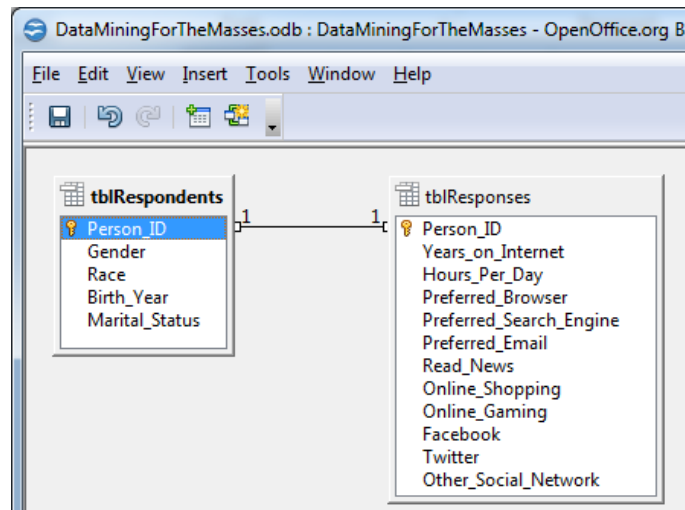 DataMiningForTheMasses.odb : DataMiningForTheMasses - OpenOffice.org B
File Edit View Insert Tools Window Help
tblRespondents
Person_ID
Gender
Race
Birth_Year
Marital_Status
1 1
tblResponses
Person_ID
Years_on_Internet
Hours_Per_Day
Preferred_Browser
Preferred_Search_Engine
Preferred_Email
Read_News
Online_Shopping
Online_Gaming
Facebook
Twitter
Other_Social_Network